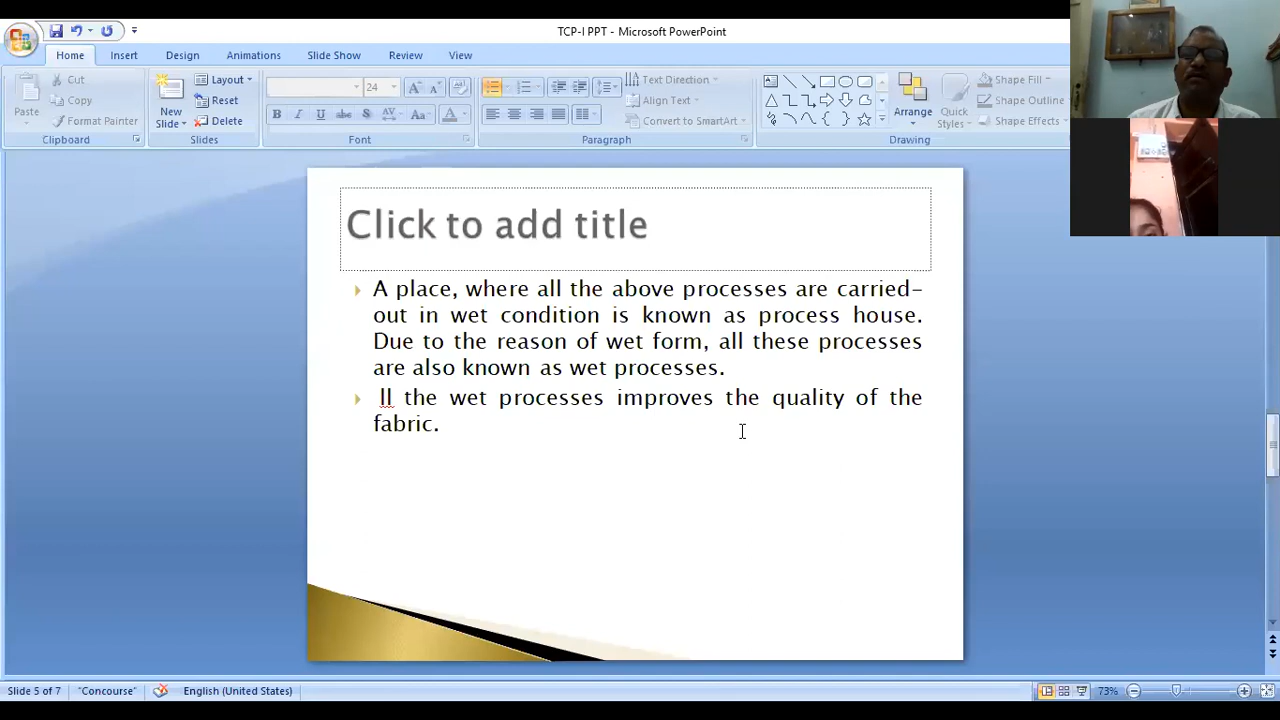 TCP-I PPT - Microsoft PowerPoint
Home Insert Design Slide Show Animations Review View
Cut
Copy
Format Painter
Paste
Clipboard
New Slide
Layout
Reset
Delete
Slides
24
B I U abc S AV Aa A
Font
Text Direction
Align Text
Convert to SmartArt
Paragraph
Arrange
Quick Styles
Shape Fill
Shape Outline
Shape Effects
Drawing
Click to add title
A place, where all the above processes are carried-
out in wet condition is known as process house.
Due to the reason of wet form, all these processes
are also known as wet processes.
ll the wet processes improves the quality of the
fabric.
Slide 5 of 7 "Concourse" English (United States) 73%